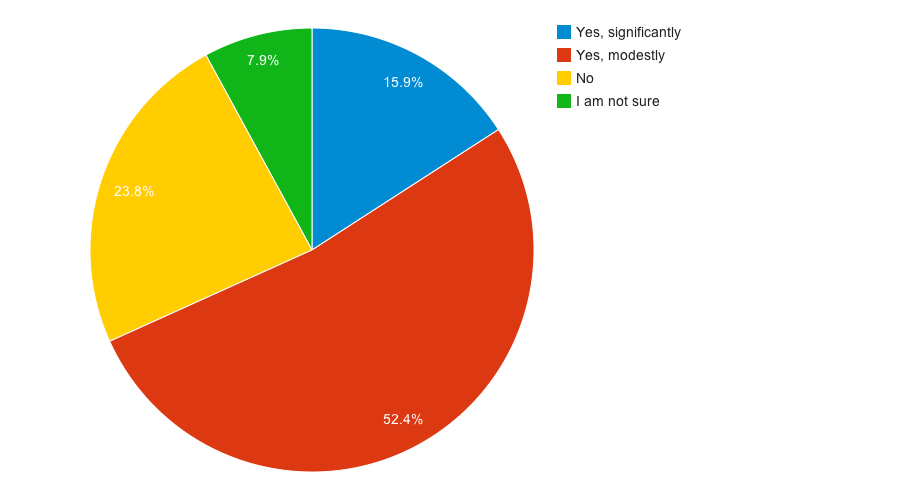 Yes, significantly
Yes, modestly
No
I am not sure
7.9%
15.9%
23.8%
52.4%